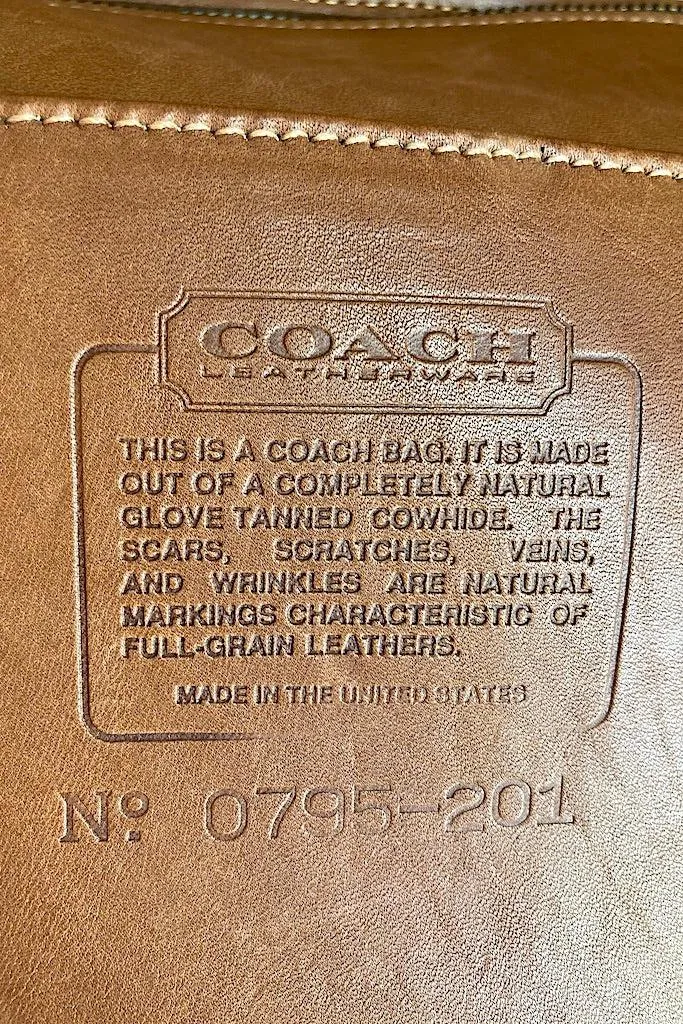 COACH
LEATHERWARE
THIS IS A COACH BAG. IT IS MADE
OUT OF A COMPLETELY NATURAL
GLOVE TANNED COWHIDE. THE
SCARS, SCRATCHES, VEINS,
AND WRINKLES ARE NATURAL
MARKINGS CHARACTERISTIC OF
FULL-GRAIN LEATHERS.
MADE IN THE UNITED STATES
Nº 0795-201